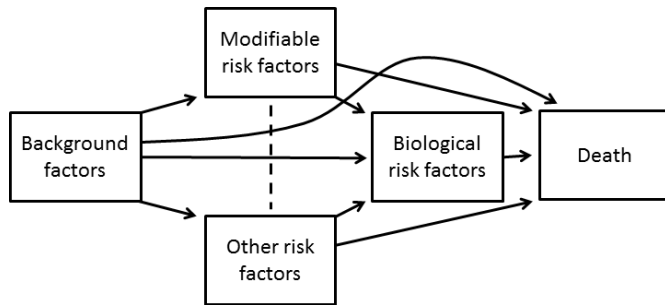 Modifiable
risk factors
Background
factors
Biological
risk factors
Death
Other risk
factors